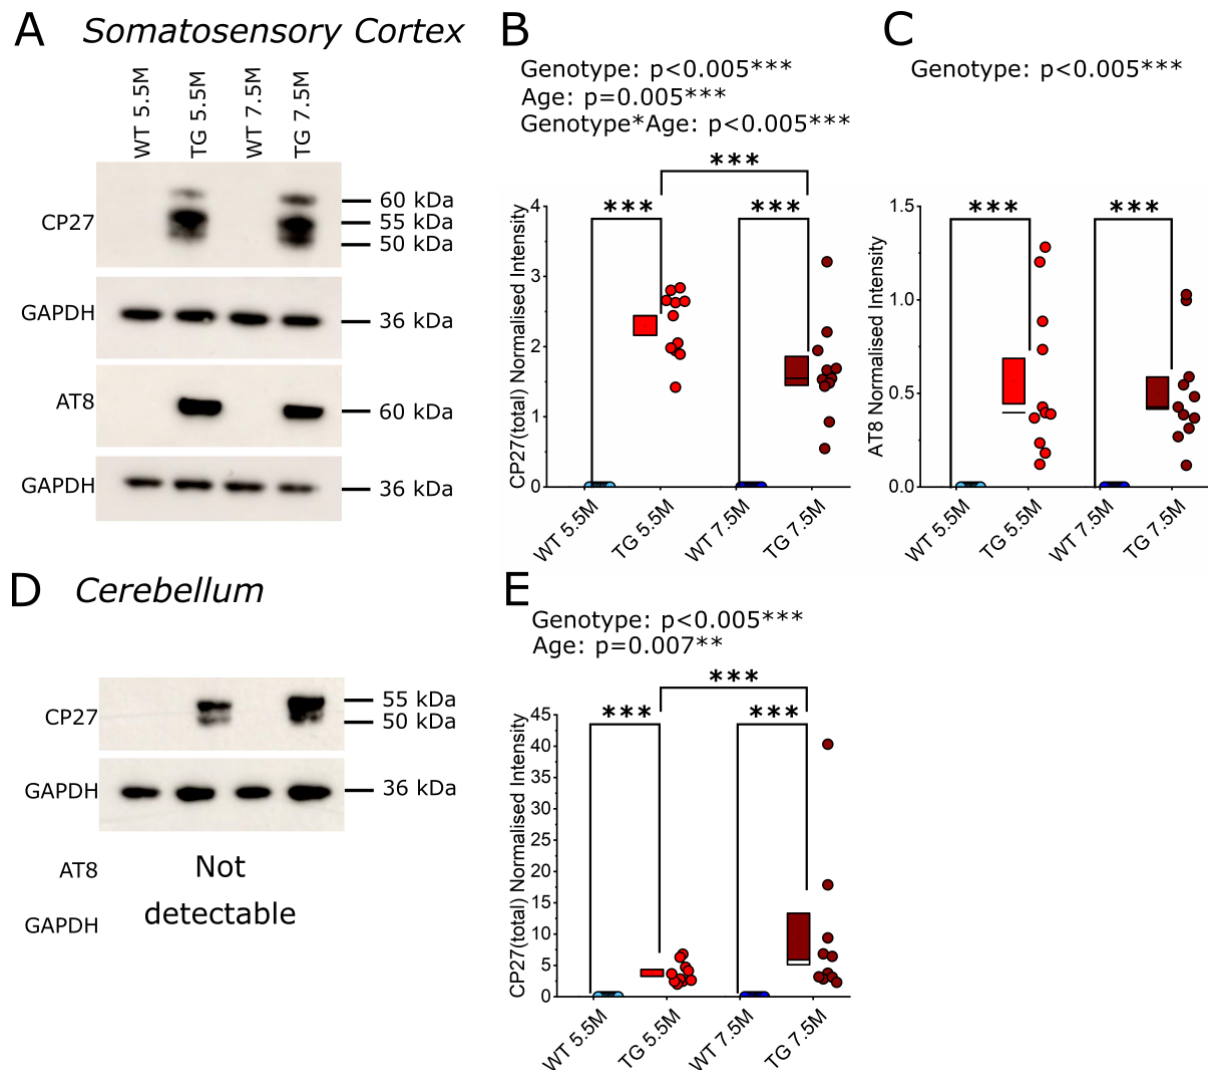 A Somatosensory Cortex
WT 5.5M
TG 5.5M
WT 7.5M
TG 7.5M
CP27
60 kDa
55 kDa
50 kDa
GAPDH
36 kDa
AT8
60 kDa
GAPDH
36 kDa
B
Genotype: p<0.005***
Age: p=0.005***
Genotype*Age: p<0.005***
***
***
***
CP27(total) Normalised Intensity
4
3
2
1
0
WT 5.5M
TG 5.5M
WT 7.5M
TG 7.5M
C
Genotype: p<0.005***
***
***
AT8 Normalised Intensity
1.5
1.0
0.5
0.0
WT 5.5M
TG 5.5M
WT 7.5M
TG 7.5M
D Cerebellum
CP27
55 kDa
50 kDa
GAPDH
36 kDa
AT8
GAPDH
Not
detectable
E
Genotype: p<0.005***
Age: p=0.007**
***
***
***
CP27(total) Normalised Intensity
45
40
35
30
25
20
15
10
5
0
WT 5.5M
TG 5.5M
WT 7.5M
TG 7.5M